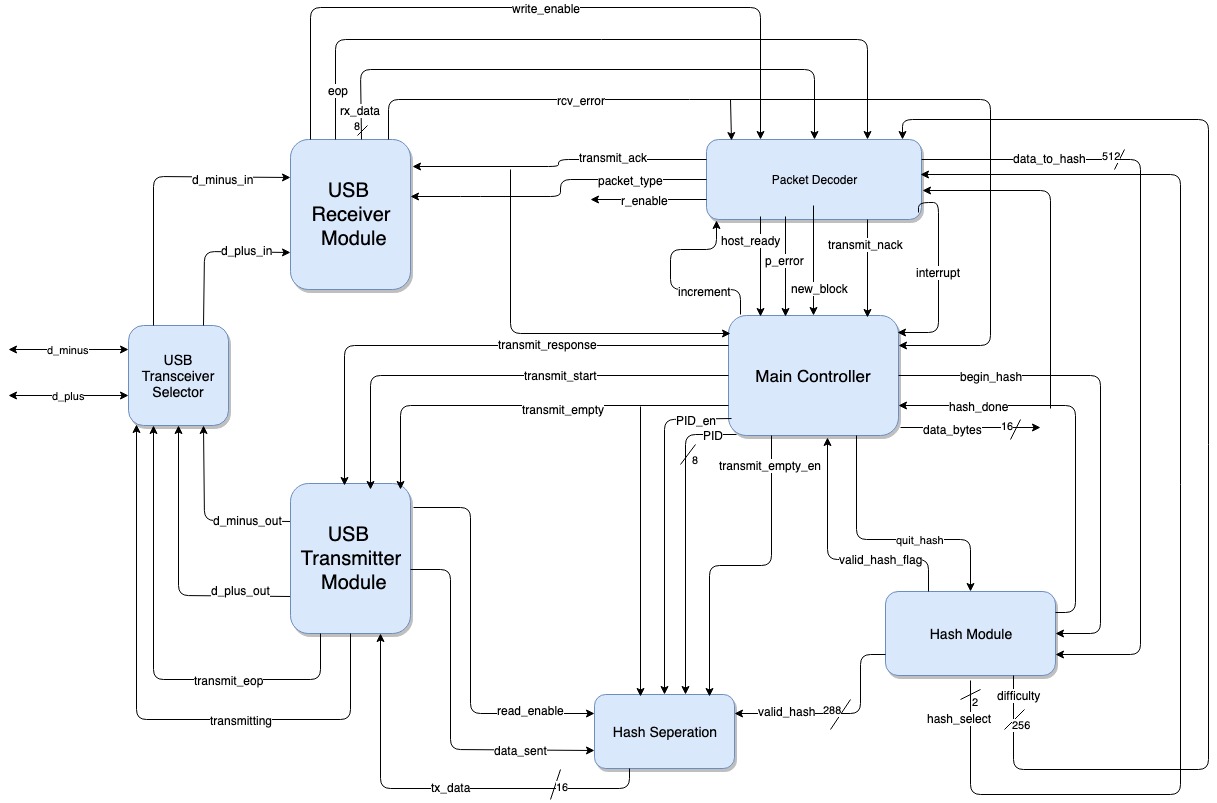 write_enable
eop
rx_data
8
rcv_error
USB
Receiver
Module
transmit_ack
packet_type
r_enable
Packet Decoder
data_to_hash
512
d_minus_in
d_plus_in
host_ready
p_error
new_block
transmit_nack
interrupt
increment
USB
Transceiver
Selector
d_minus
d_plus
transmit_response
transmit_start
transmit_empty
Main Controller
begin_hash
hash_done
data_bytes
16
PID_en
PID
8
transmit_empty_en
USB
Transmitter
Module
d_minus_out
d_plus_out
transmit_eop
transmitting
quit_hash
valid_hash_flag
Hash Module
read_enable
data_sent
tx_data
16
Hash Seperation
valid_hash
288
2
hash_select
difficulty
256